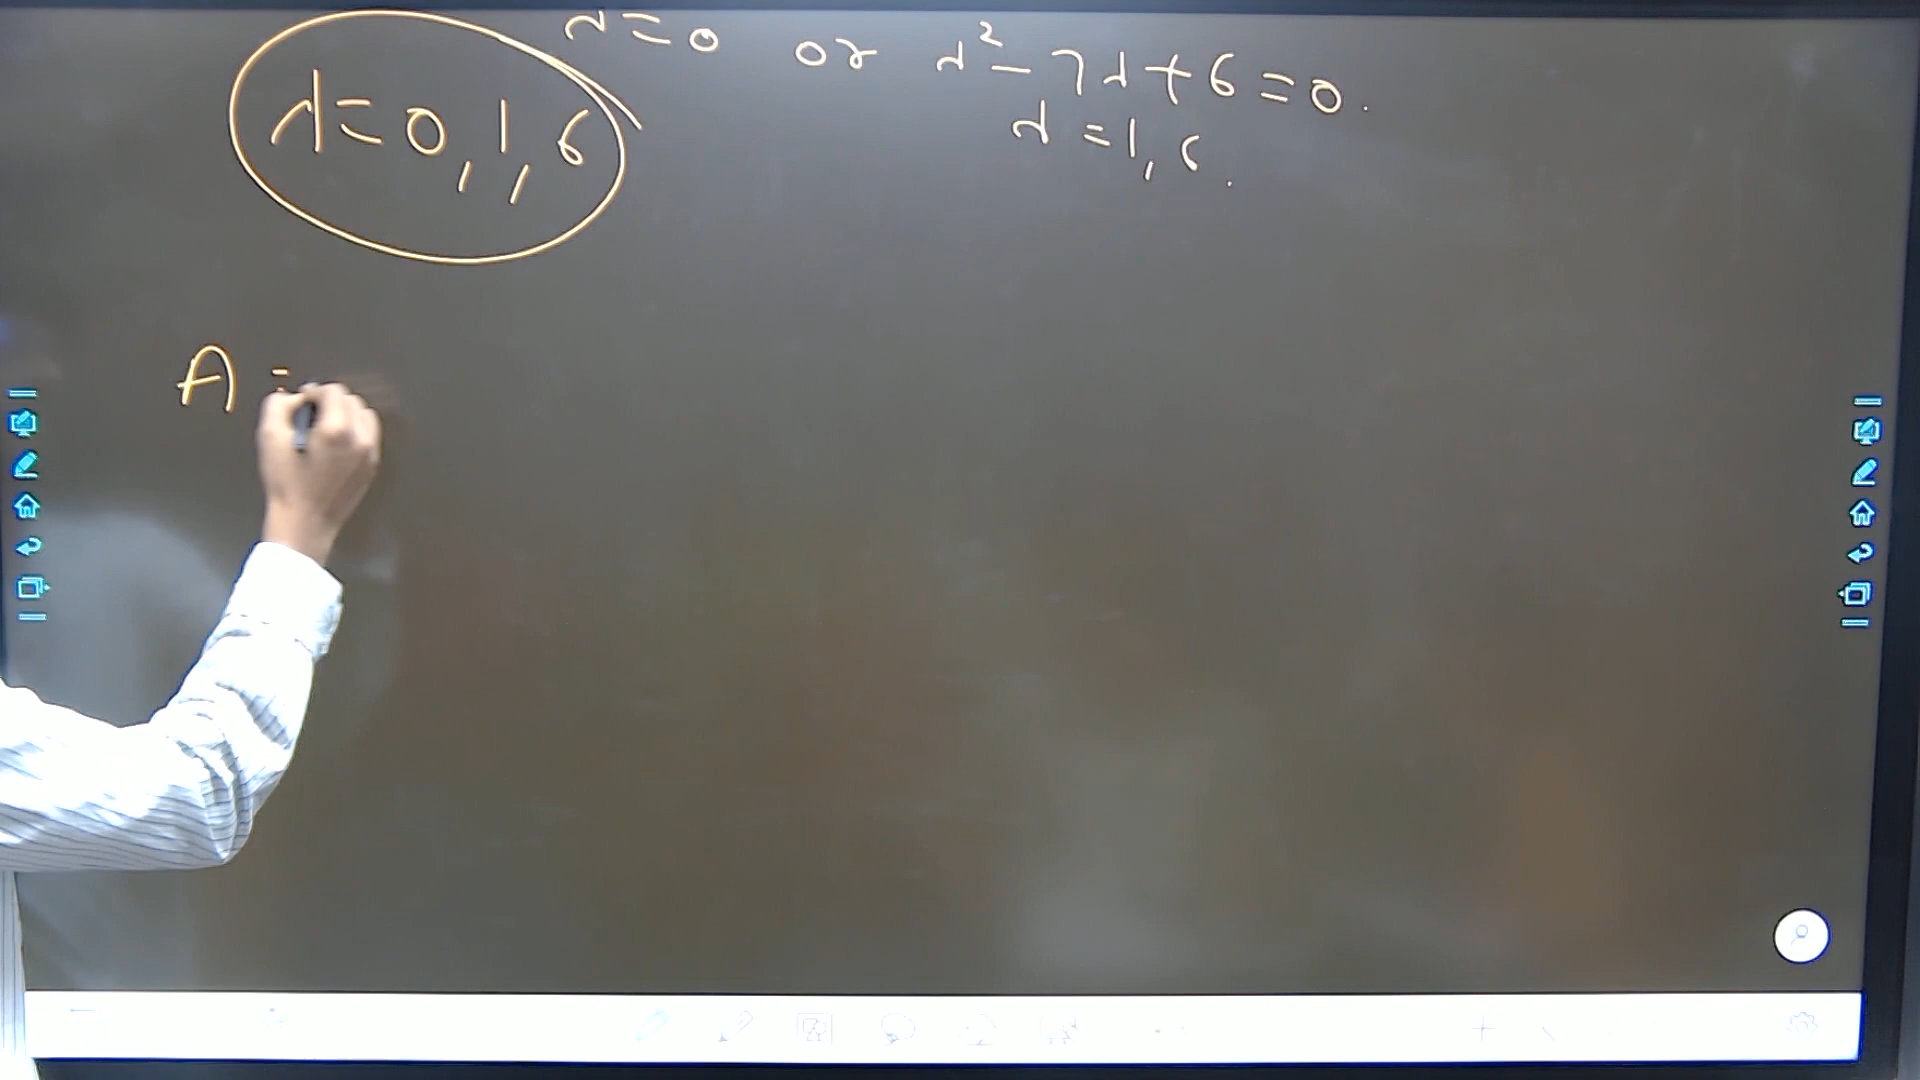 λ=0 or λ²-7λ+6=0.
λ=1,6.
λ=0,1,6
A =